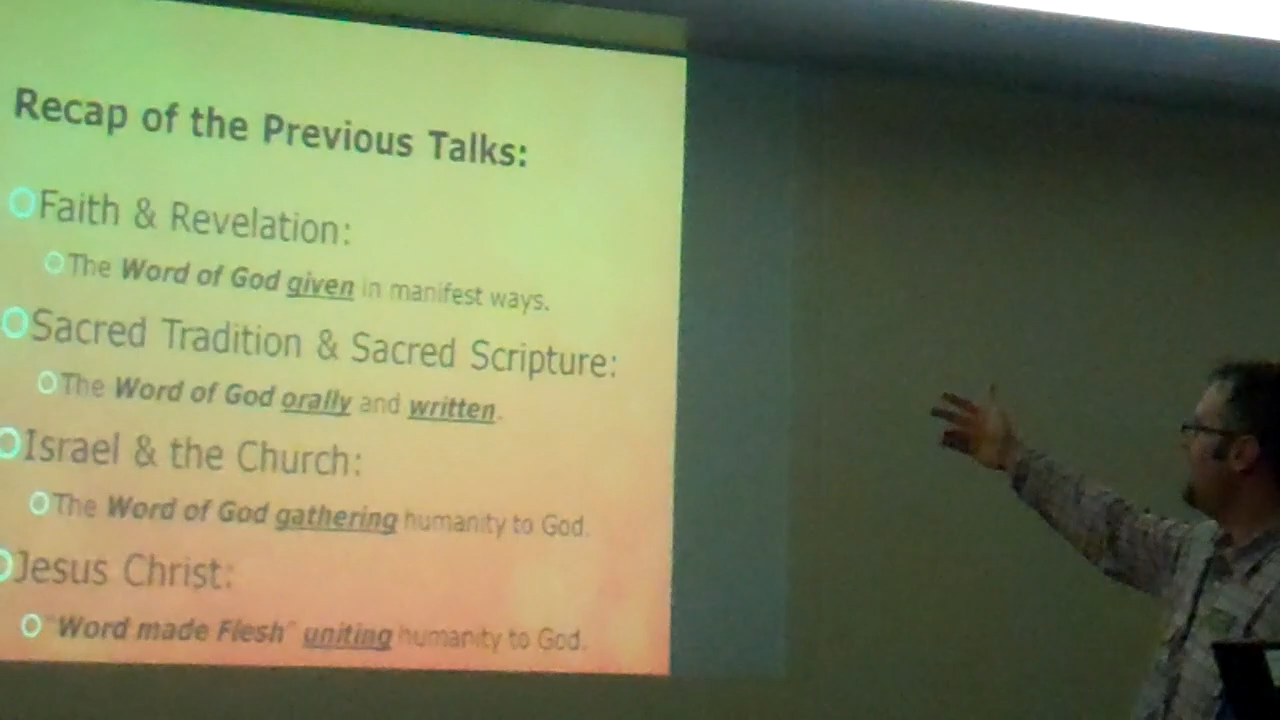 Recap of the Previous Talks:
Faith & Revelation:
The Word of God given in manifest ways.
Sacred Tradition & Sacred Scripture:
The Word of God orally and written.
Israel & the Church:
The Word of God gathering humanity to God.
Jesus Christ:
"Word made Flesh" uniting humanity to God.